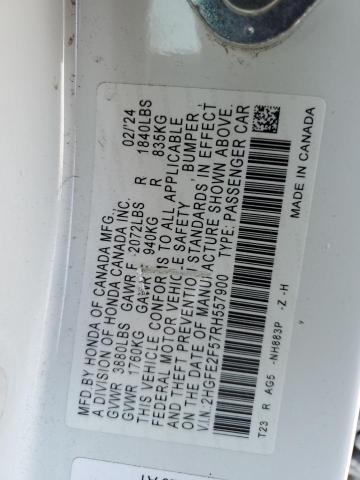 MFD BY HONDA OF CANADA MFG. 02/'24
A DIVISION OF HONDA CANADA INC.
GVWR 3880LBS GAWR F 2072LBS R 1840LBS
GVWR 1760KG GAWR F 940KG R 835KG
THIS VEHICLE CONFORMS TO ALL APPLICABLE
FEDERAL MOTOR VEHICLE SAFETY , BUMPER ,
AND THEFT PREVENTION STANDARDS IN EFFECT
ON THE DATE OF MANUFACTURE SHOWN ABOVE.
V.I.N: 2HGFE2F57RH557900 TYPE: PASSENGER CAR
T23 R AG5 -NH883P -Z -H MADE IN CANADA